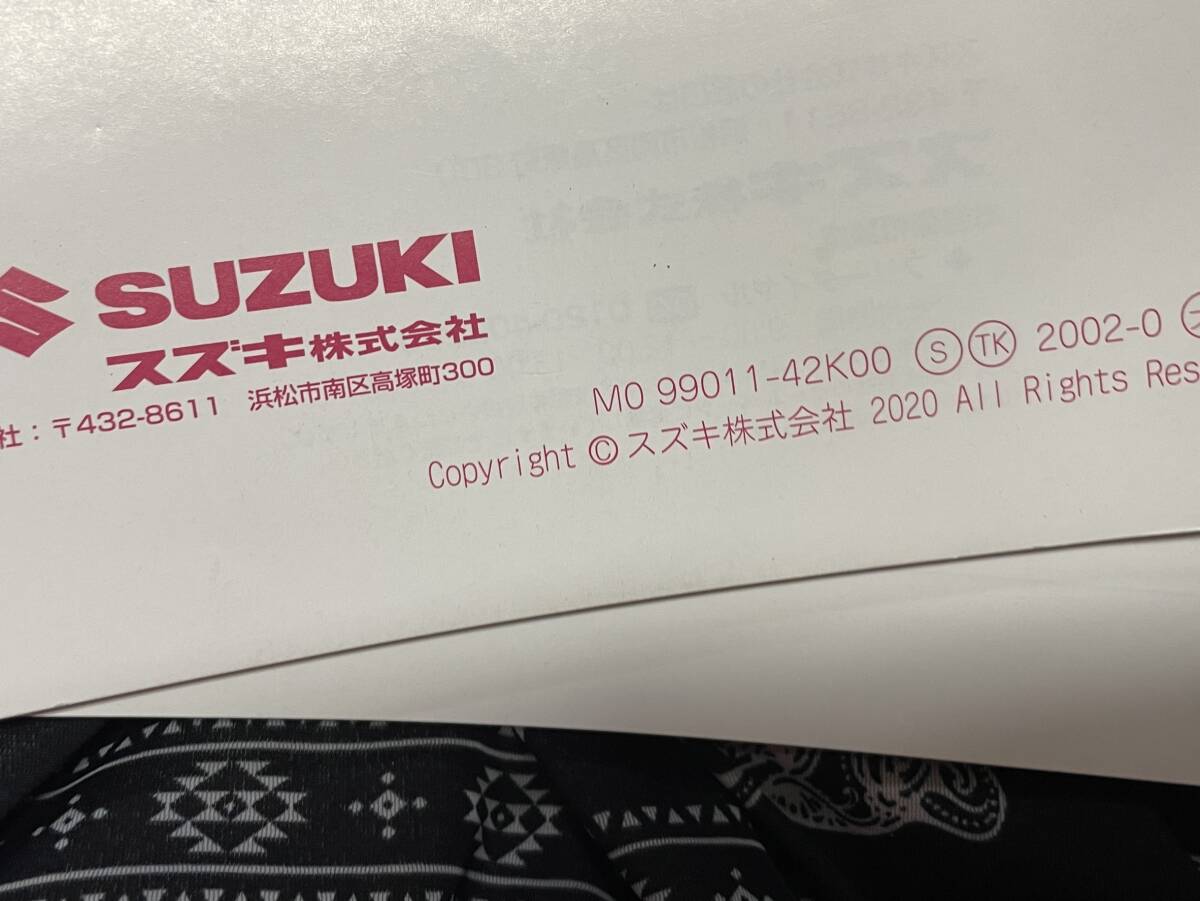 SUZUKI
スズキ株式会社
社：〒432-8611 浜松市南区高塚町300
MO 99011-42K00 Ⓢ TK 2002-0
Copyright © スズキ株式会社 2020 All Rights Res